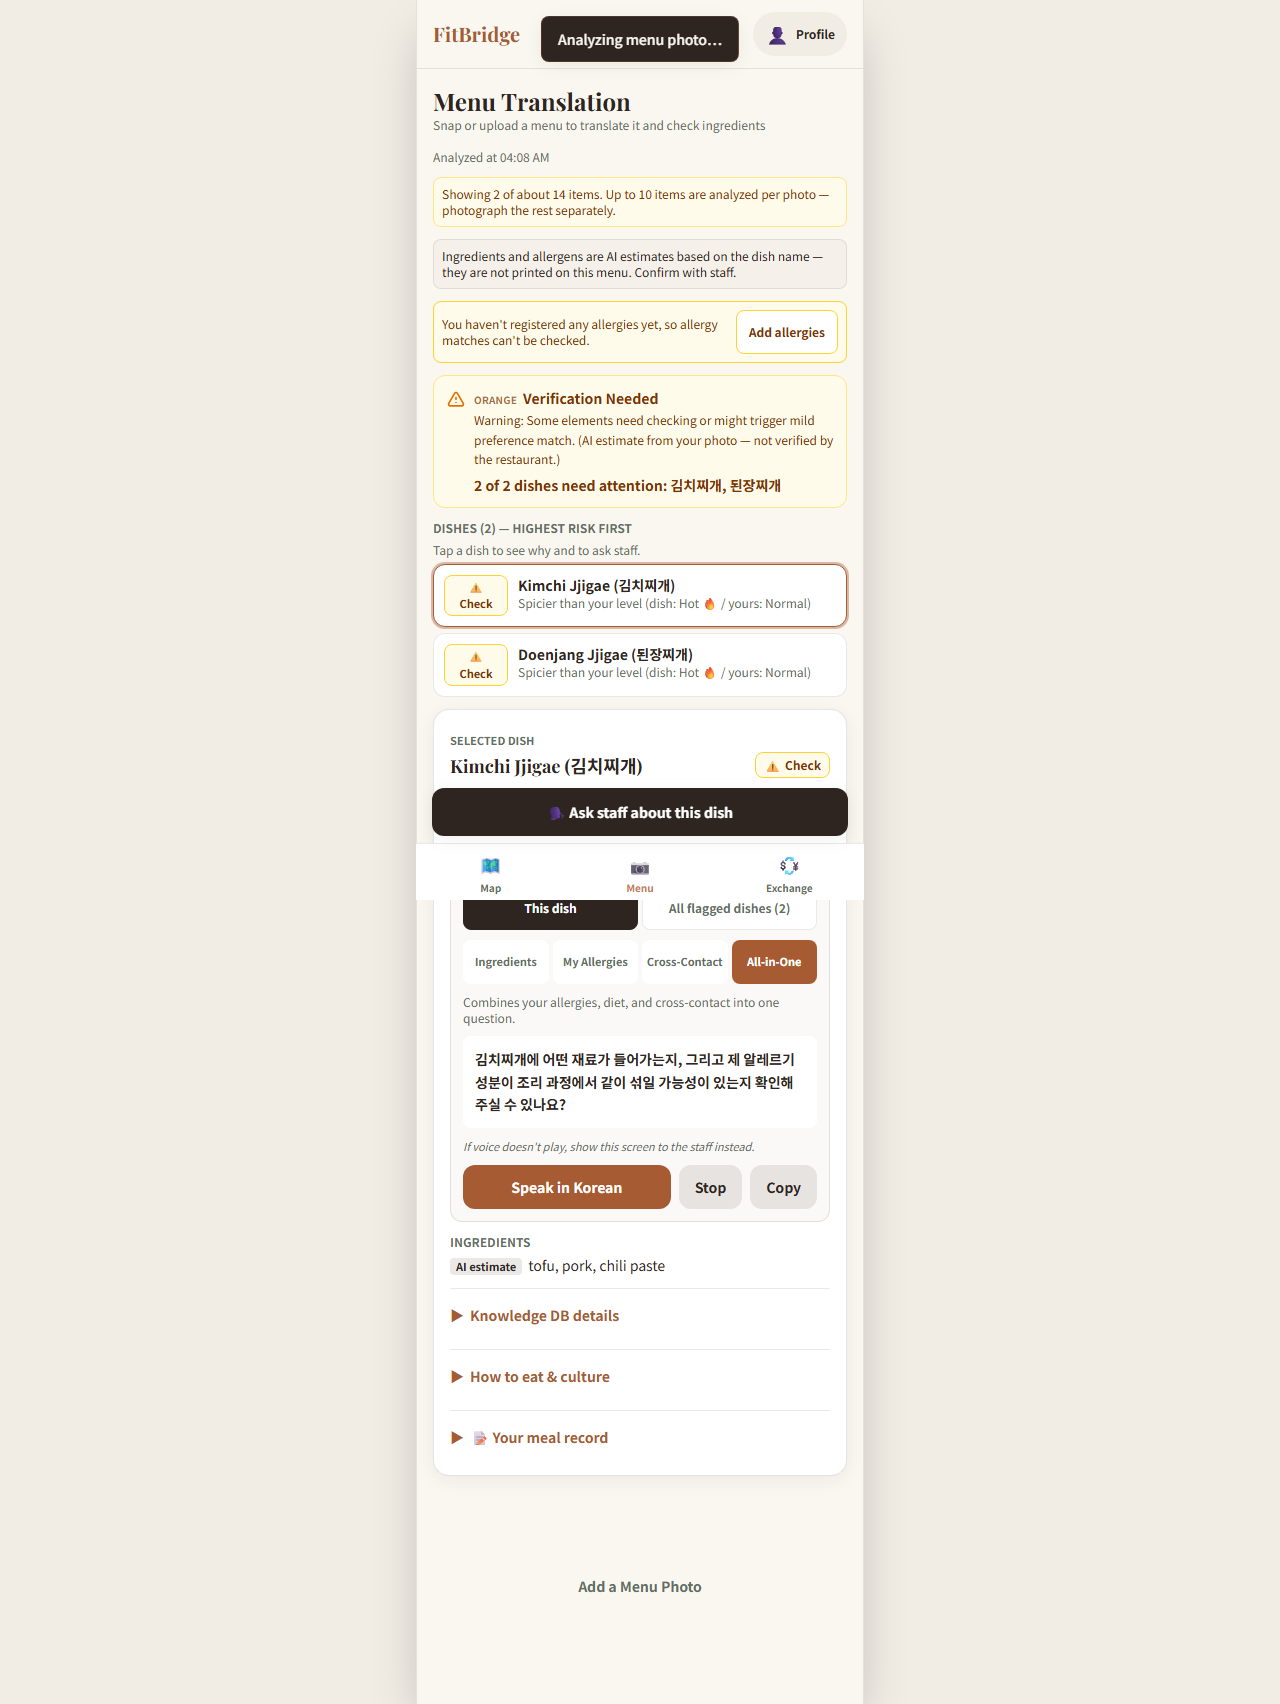 FitBridge
Analyzing menu photo...
Profile
Menu Translation
Snap or upload a menu to translate it and check ingredients
Analyzed at 04:08 AM
Showing 2 of about 14 items. Up to 10 items are analyzed per photo —
photograph the rest separately.
Ingredients and allergens are AI estimates based on the dish name —
they are not printed on this menu. Confirm with staff.
You haven't registered any allergies yet, so allergy
matches can't be checked.
Add allergies
ORANGE Verification Needed
Warning: Some elements need checking or might trigger mild
preference match. (AI estimate from your photo — not verified by
the restaurant.)
2 of 2 dishes need attention: 김치찌개, 된장찌개
DISHES (2) — HIGHEST RISK FIRST
Tap a dish to see why and to ask staff.
Check
Kimchi Jjigae (김치찌개)
Spicier than your level (dish: Hot 🔥 / yours: Normal)
Check
Doenjang Jjigae (된장찌개)
Spicier than your level (dish: Hot 🔥 / yours: Normal)
SELECTED DISH
Kimchi Jjigae (김치찌개)
Check
Ask staff about this dish
Map
Menu
Exchange
This dish
All flagged dishes (2)
Ingredients
My Allergies
Cross-Contact
All-in-One
Combines your allergies, diet, and cross-contact into one
question.
김치찌개에 어떤 재료가 들어가는지, 그리고 제 알레르기
성분이 조리 과정에서 같이 섞일 가능성이 있는지 확인해
주실 수 있나요?
If voice doesn't play, show this screen to the staff instead.
Speak in Korean
Stop
Copy
INGREDIENTS
AI estimate tofu, pork, chili paste
▶ Knowledge DB details
▶ How to eat & culture
▶ 📝 Your meal record
Add a Menu Photo